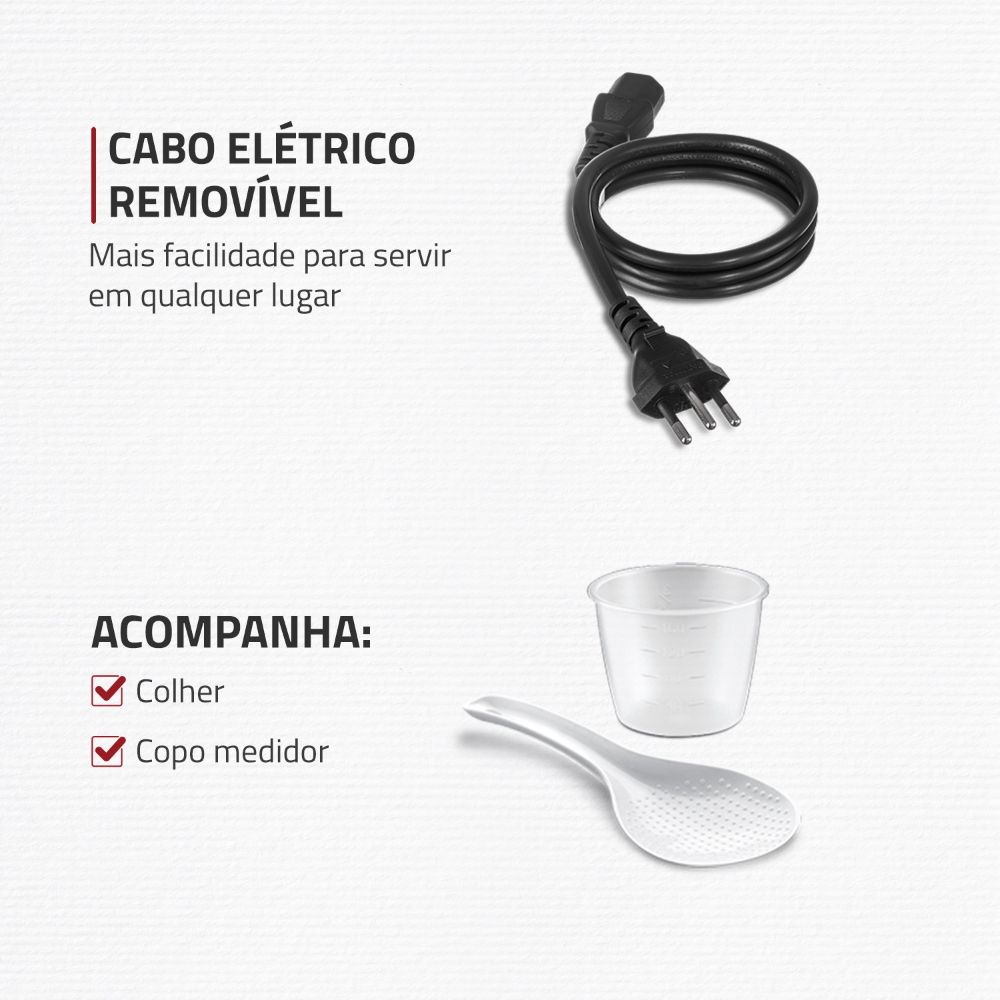 CABO ELÉTRICO
REMOVÍVEL
Mais facilidade para servir
em qualquer lugar
ACOMPANHA:
Colher
Copo medidor